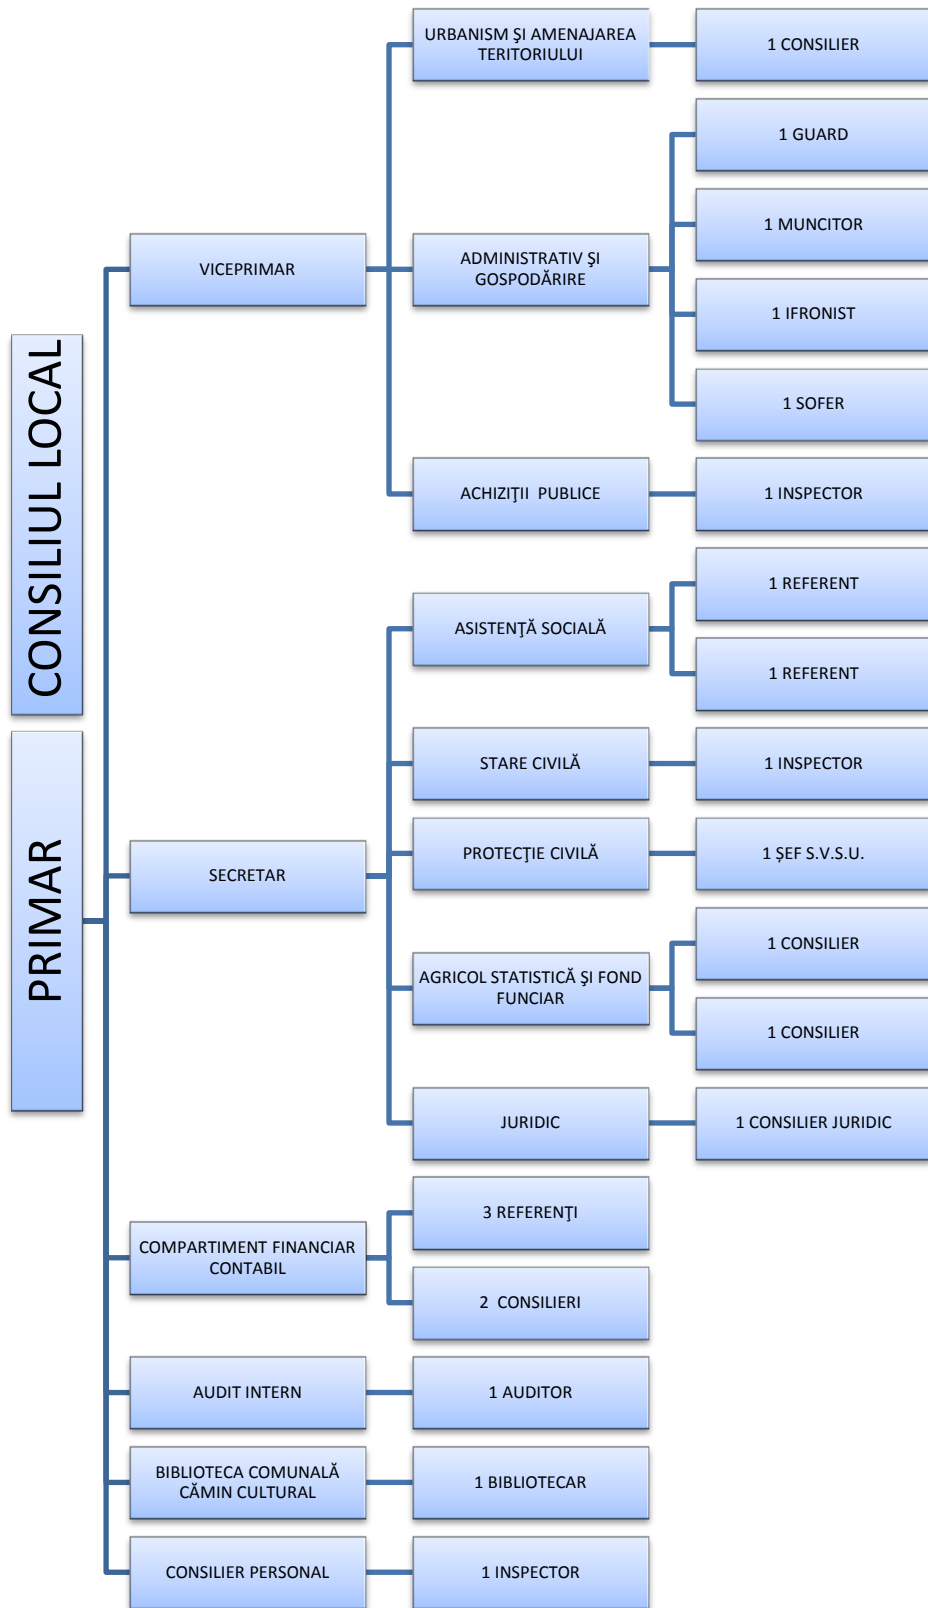 CONSILIUL LOCAL
PRIMAR
VICEPRIMAR
URBANISM ŞI AMENAJAREA
TERITORIULUI
1 CONSILIER
ADMINISTRATIV ŞI
GOSPODĂRIRE
1 GUARD
1 MUNCITOR
1 IFRONIST
1 SOFER
ACHIZIŢII  PUBLICE
1 INSPECTOR
SECRETAR
ASISTENŢĂ SOCIALĂ
1 REFERENT
1 REFERENT
STARE CIVILĂ
1 INSPECTOR
PROTECŢIE CIVILĂ
1 ŞEF S.V.S.U.
AGRICOL STATISTICĂ ŞI FOND
FUNCIAR
1 CONSILIER
1 CONSILIER
JURIDIC
1 CONSILIER JURIDIC
COMPARTIMENT FINANCIAR
CONTABIL
3 REFERENŢI
2  CONSILIERI
AUDIT INTERN
1 AUDITOR
BIBLIOTECA COMUNALĂ
CĂMIN CULTURAL
1 BIBLIOTECAR
CONSILIER PERSONAL
1 INSPECTOR